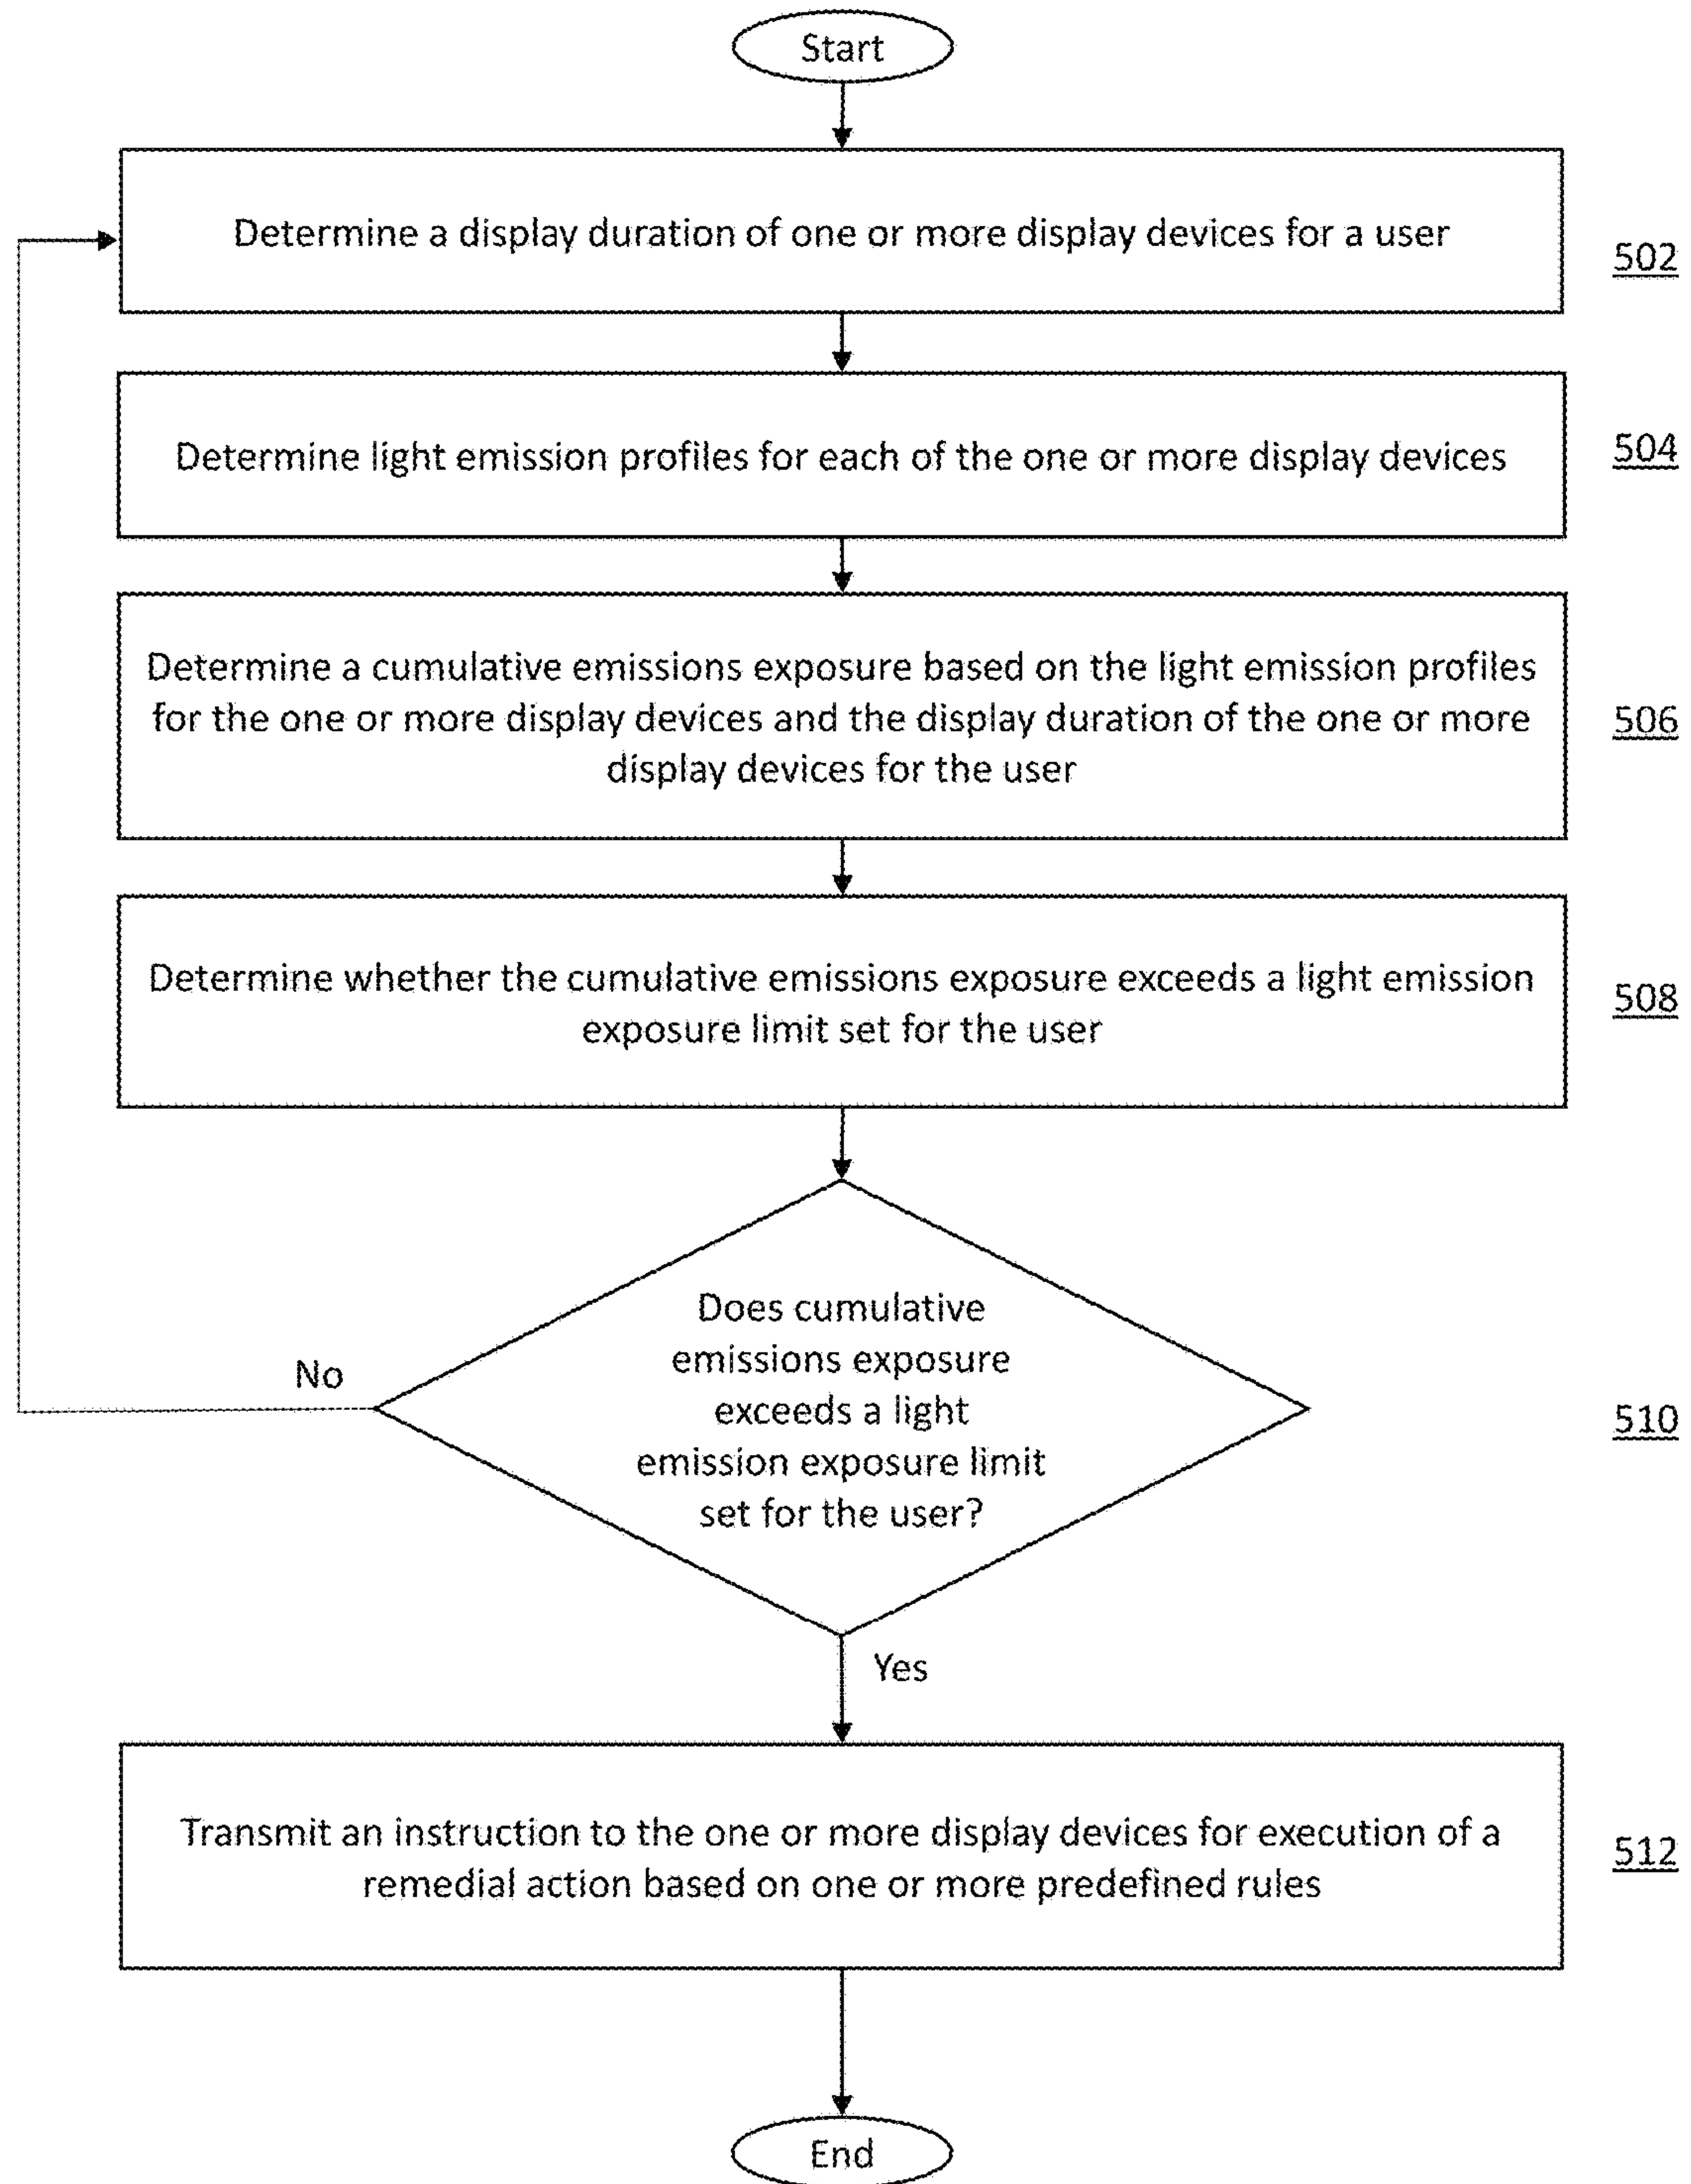 Start
Determine a display duration of one or more display devices for a user
502
Determine light emission profiles for each of the one or more display devices
504
Determine a cumulative emissions exposure based on the light emission profiles
for the one or more display devices and the display duration of the one or more
display devices for the user
506
Determine whether the cumulative emissions exposure exceeds a light emission
exposure limit set for the user
508
Does cumulative
emissions exposure
exceeds a light
emission exposure limit
set for the user?
No
510
Yes
Transmit an instruction to the one or more display devices for execution of a
remedial action based on one or more predefined rules
512
End